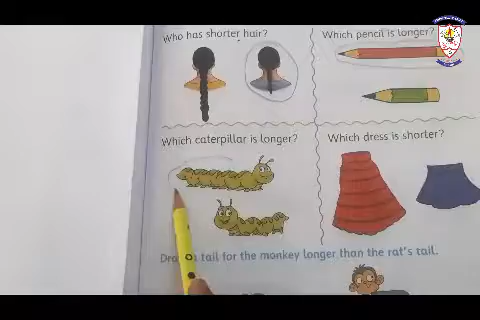 Who has shorter hair?
Which pencil is longer?
Which caterpillar is longer?
Which dress is shorter?
tail for the monkey longer than the rat's tail.